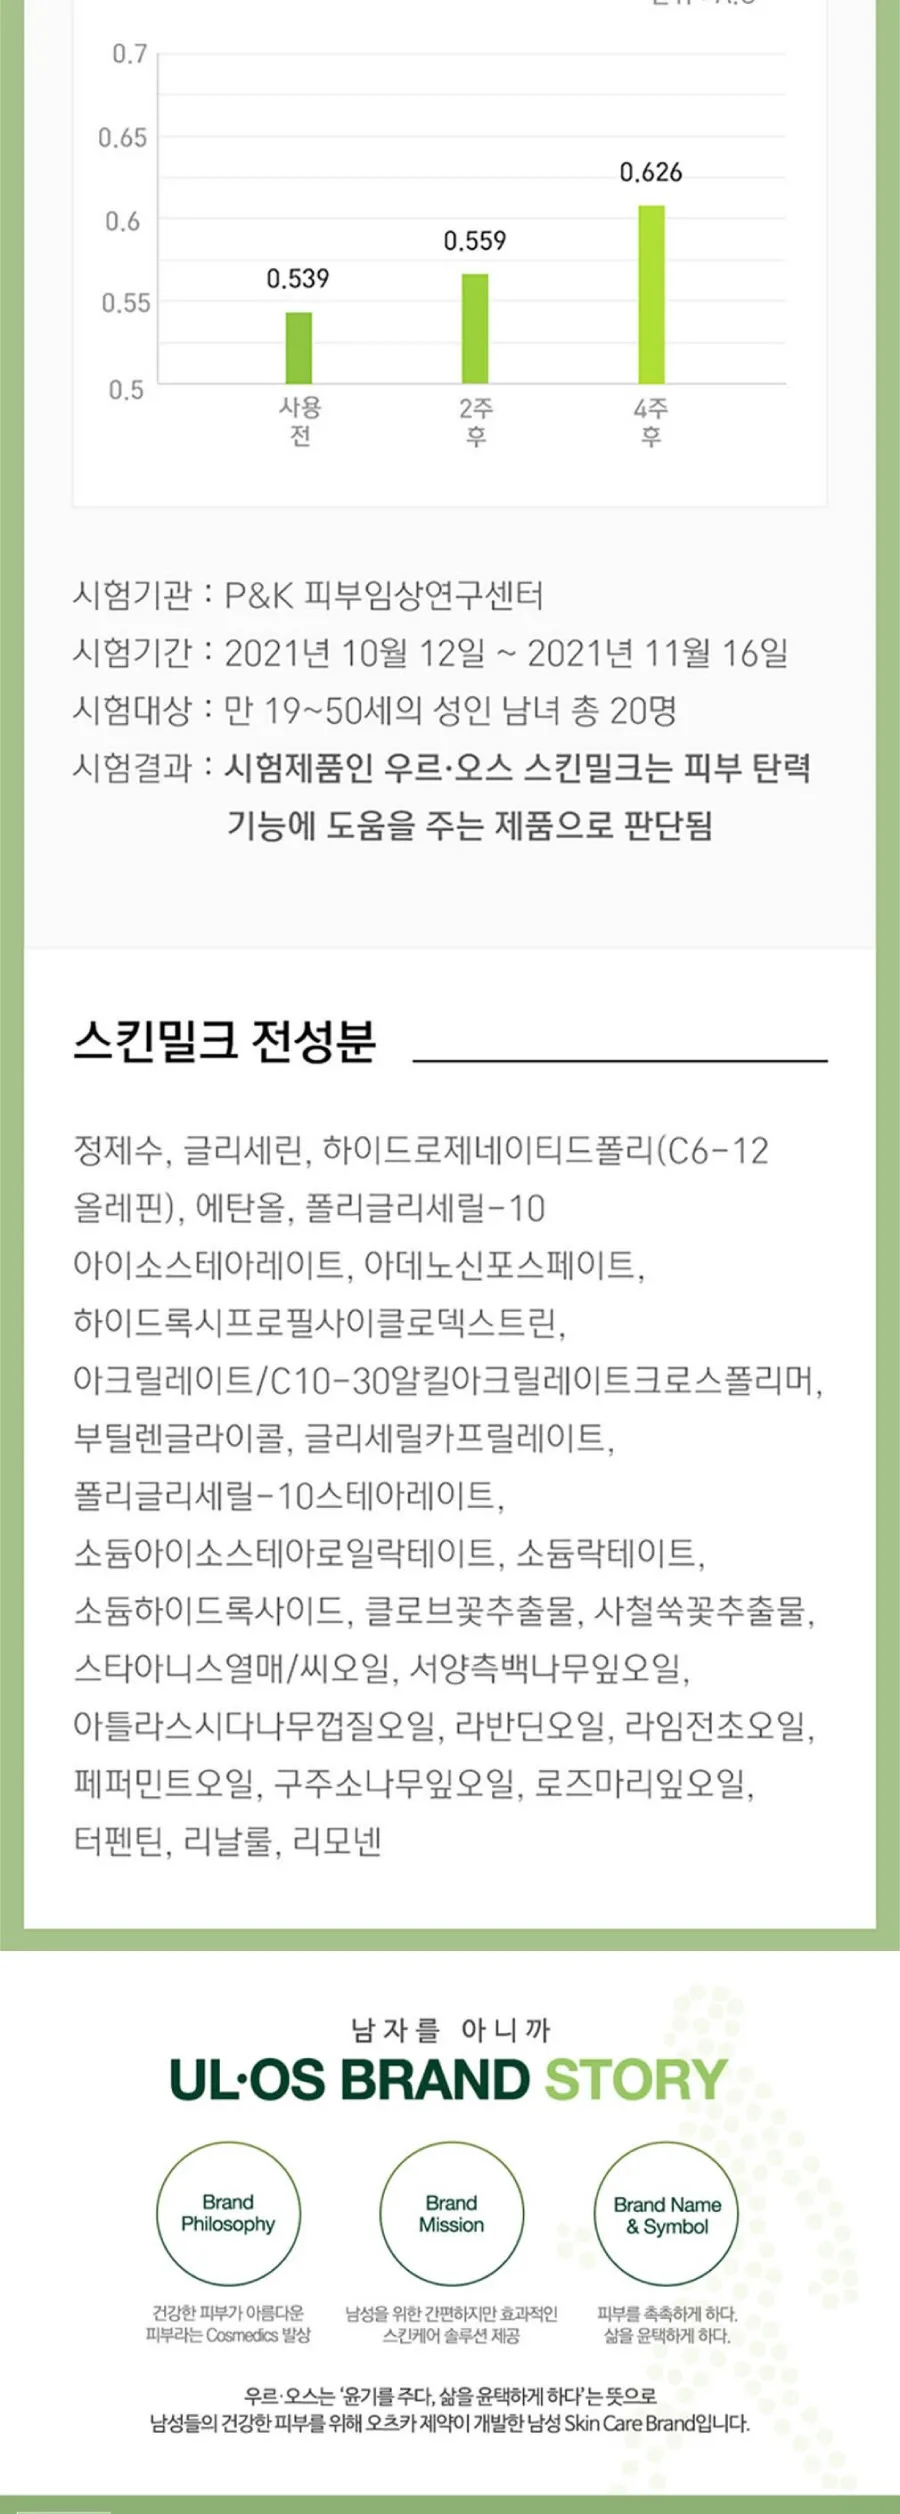 0.7
0.65
0.6
0.55
0.5
0.539
0.559
0.626
사용
전
2주
후
4주
후
시험기관 : P&K 피부임상연구센터
시험기간 : 2021년 10월 12일 ~ 2021년 11월 16일
시험대상 : 만 19~50세의 성인 남녀 총 20명
시험결과 : 시험제품인 우르·오스 스킨밀크는 피부 탄력
기능에 도움을 주는 제품으로 판단됨
스킨밀크 전성분
정제수, 글리세린, 하이드로제네이티드폴리(C6-12
올레핀), 에탄올, 폴리글리세릴-10
아이소스테아레이트, 아데노신포스페이트,
하이드록시프로필사이클로덱스트린,
아크릴레이트/C10-30알킬아크릴레이트크로스폴리머,
부틸렌글라이콜, 글리세릴카프릴레이트,
폴리글리세릴-10스테아레이트,
소듐아이소스테아로일락테이트, 소듐락테이트,
소듐하이드록사이드, 클로브꽃추출물, 사철쑥꽃추출물,
스타아니스열매/씨오일, 서양측백나무잎오일,
아틀라스시다나무껍질오일, 라반딘오일, 라임전초오일,
페퍼민트오일, 구주소나무잎오일, 로즈마리잎오일,
터펜틴, 리날룰, 리모넨
남자를 아니까
UL·OS BRAND STORY
Brand
Philosophy
Brand
Mission
Brand Name
& Symbol
건강한 피부가 아름다운
피부라는 Cosmedics 발상
남성을 위한 간편하지만 효과적인
스킨케어 솔루션 제공
피부를 촉촉하게 하다.
삶을 윤택하게 하다.
우르·오스는 '윤기를 주다, 삶을 윤택하게 하다'는 뜻으로
남성들의 건강한 피부를 위해 오츠카 제약이 개발한 남성 Skin Care Brand입니다.